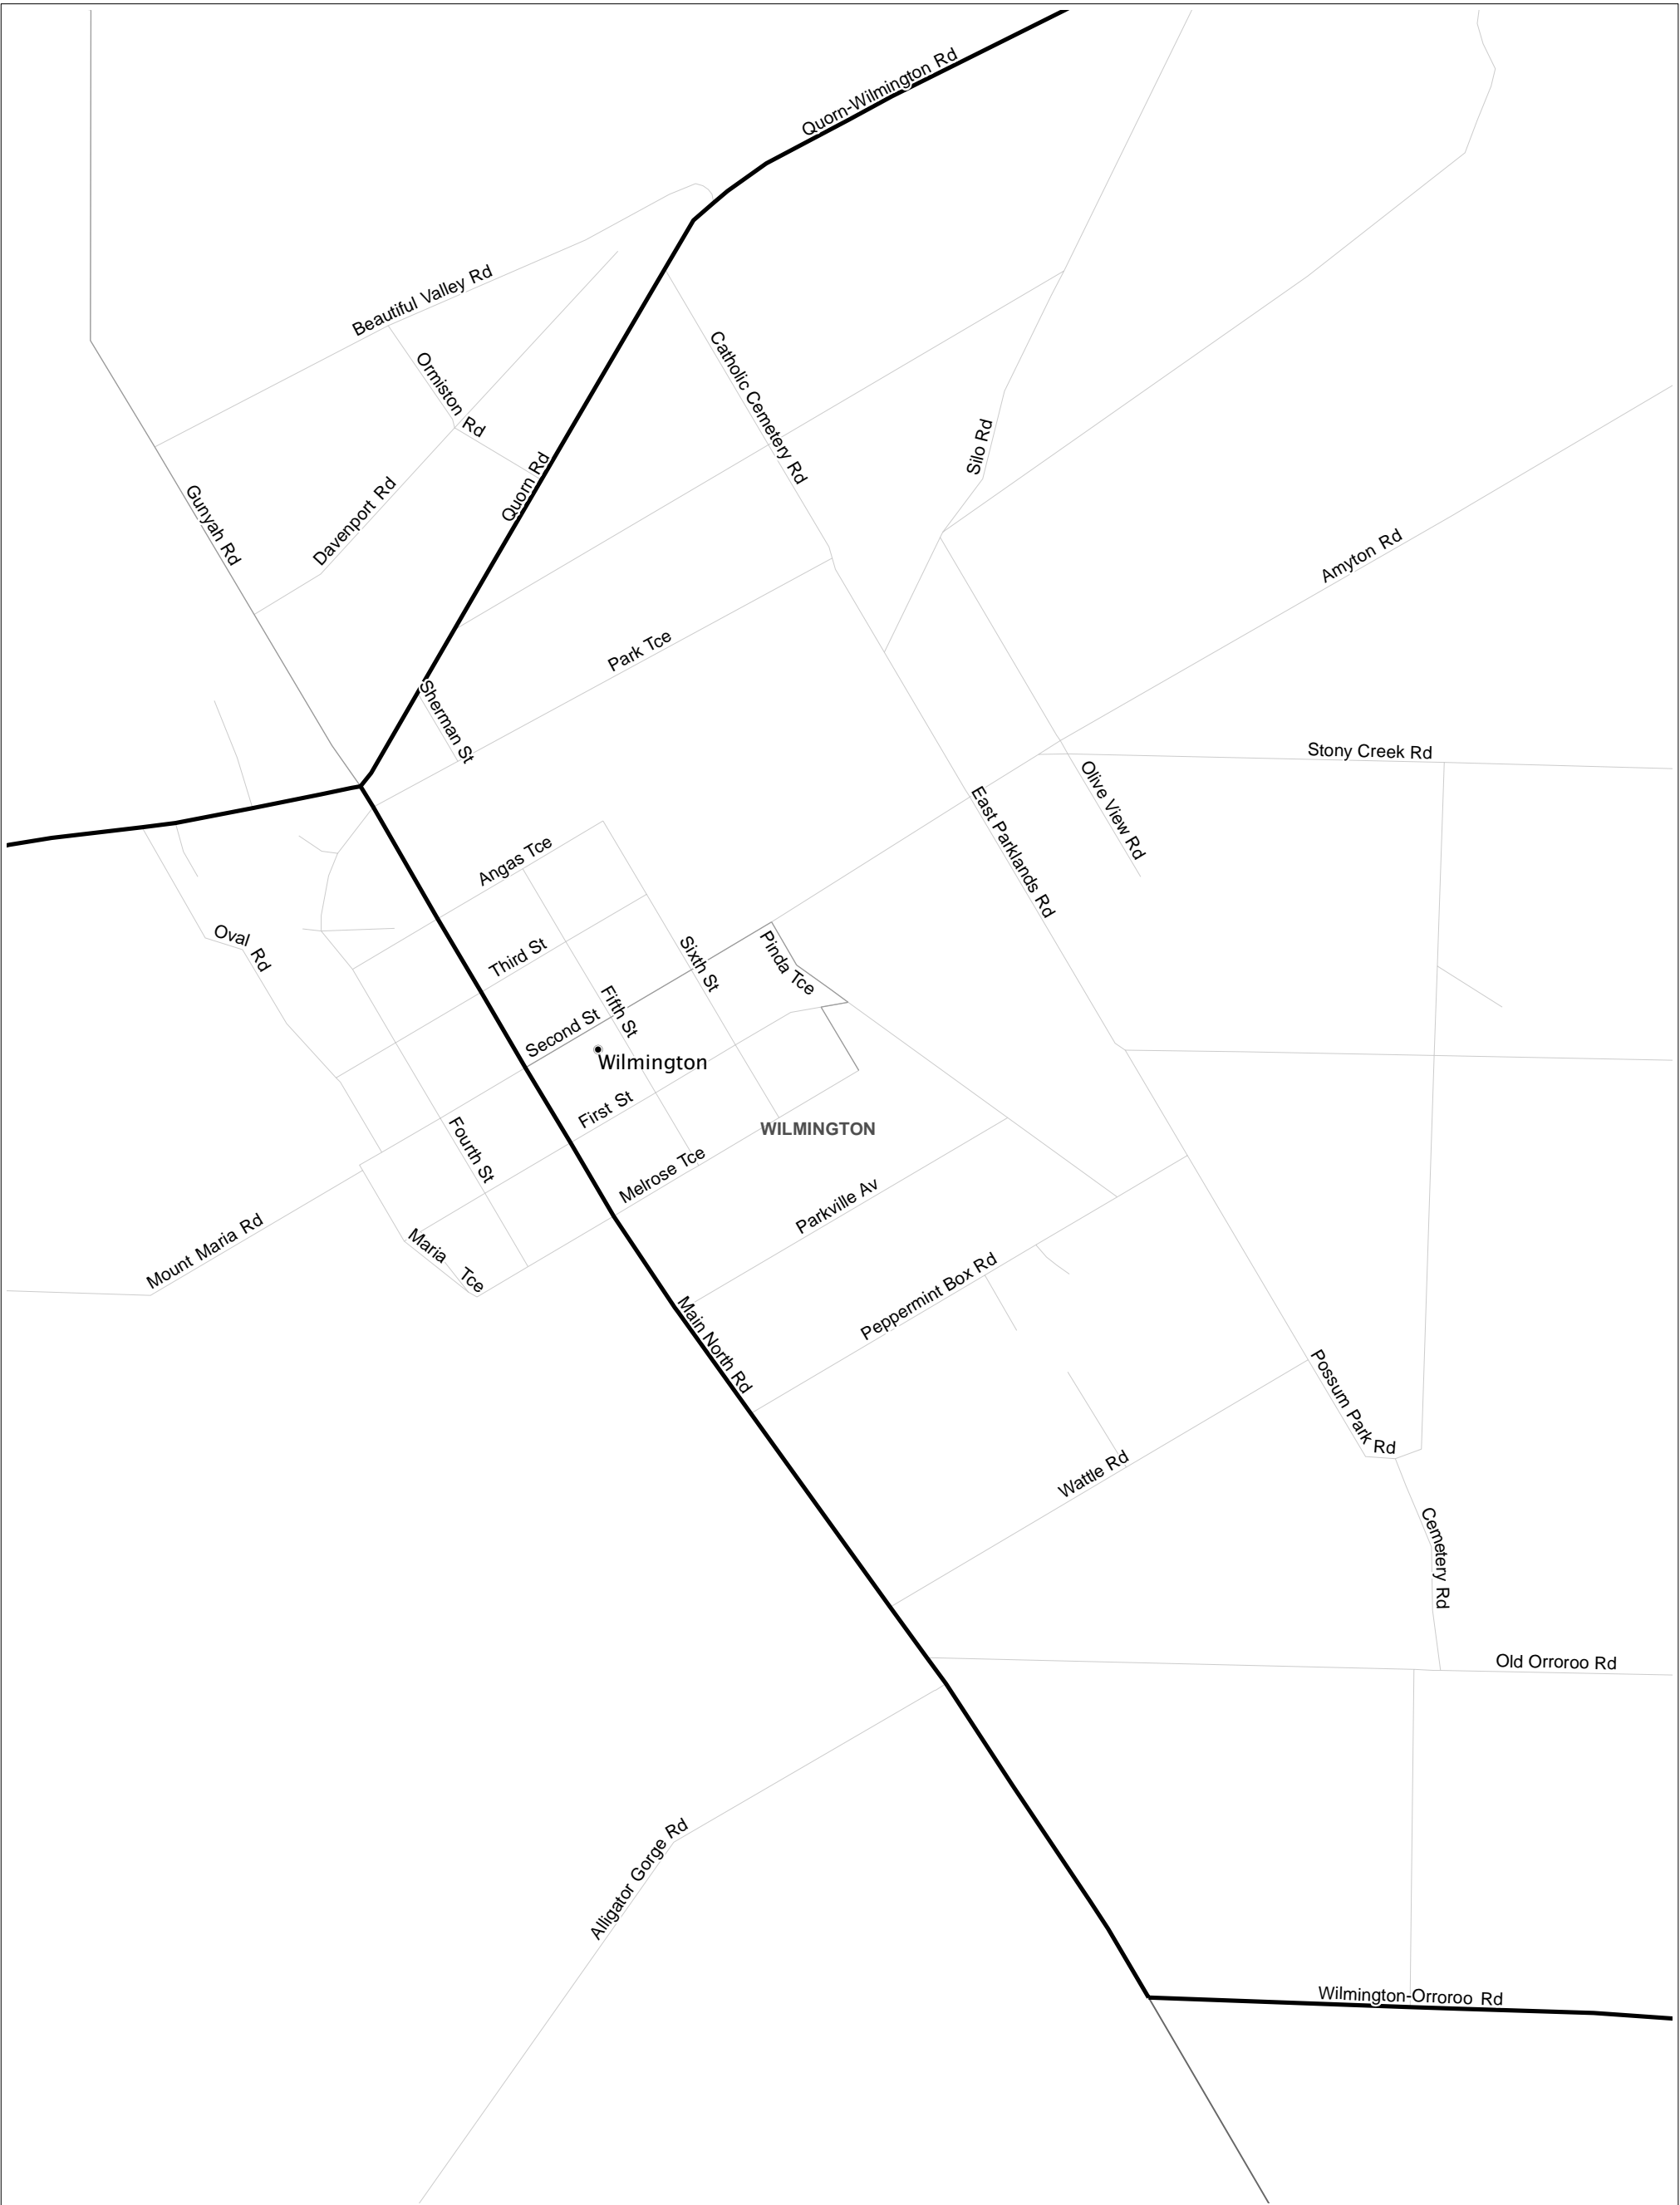 Quorn-Wilmington Rd
Beautiful Valley Rd
Ormiston Rd
Catholic Cemetery Rd
Silo Rd
Quorn Rd
Davenport Rd
Gunyah Rd
Amyton Rd
Park Tce
Sherman St
Stony Creek Rd
Olive View Rd
East Parklands Rd
Angas Tce
Oval Rd
Third St
Sixth St
Pinda Tce
Fifth St
Second St
Wilmington
First St
WILMINGTON
Fourth St
Melrose Tce
Parkville Av
Mount Maria Rd
Maria Tce
Peppermint Box Rd
Main North Rd
Possum Park Rd
Wattle Rd
Cemetery Rd
Old Orroroo Rd
Alligator Gorge Rd
Wilmington-Orroroo Rd